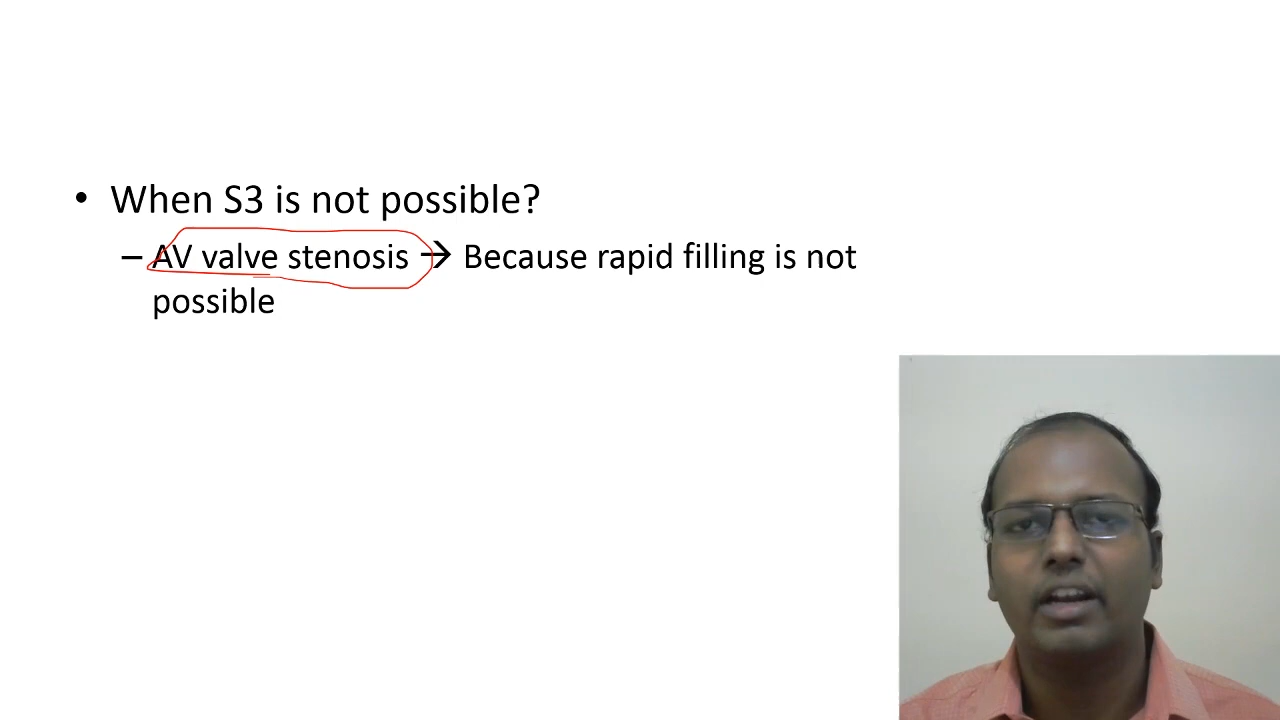 • When S3 is not possible?
– AV valve stenosis → Because rapid filling is not
possible